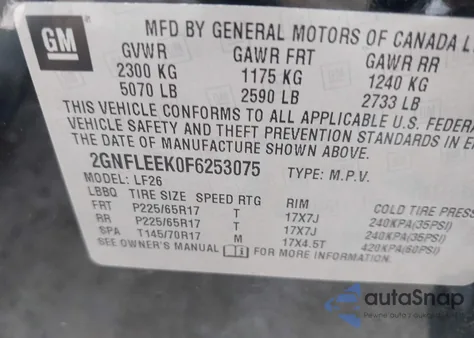 GM
MFD BY GENERAL MOTORS OF CANADA L
GVWR GAWR FRT GAWR RR
2300 KG 1175 KG 1240 KG
5070 LB 2590 LB 2733 LB
THIS VEHICLE CONFORMS TO ALL APPLICABLE U.S. FEDERA
VEHICLE SAFETY AND THEFT PREVENTION STANDARDS IN E
THE DATE OF MANUFACTURE SHOWN ABOVE.
2GNFLEEK0F6253075 TYPE: M.P.V.
MODEL: LF26
LBBQ TIRE SIZE SPEED RTG RIM COLD TIRE PRES
FRT P225/65R17 T 17X7J 240KPA(35PSI)
RR P225/65R17 T 17X7J 240KPA(35PSI)
SPA T145/70R17 M 17X4.5T 420KPA(60PSI)
SEE OWNER'S MANUAL FOR MORE INFORMATION.
autoSnap